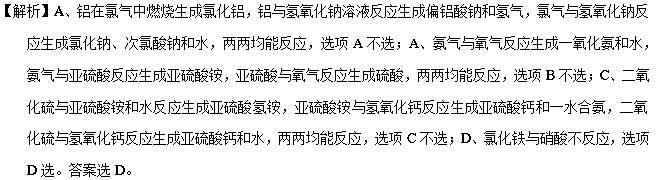 【解析】A、铝在氯气中燃烧生成氯化铝，铝与氢氧化钠溶液反应生成偏铝酸钠和氢气，氯气与氢氧化钠反
应生成氯化钠、次氯酸钠和水，两两均能反应，选项 A 不选；A、氨气与氧气反应生成一氧化氨和水，
氨气与亚硫酸反应生成亚硫酸铵，亚硫酸与氧气反应生成硫酸，两两均能反应，选项 B 不选；C、二氧
化硫与亚硫酸铵和水反应生成亚硫酸氢铵，亚硫酸铵与氢氧化钙反应生成亚硫酸钙和一水合氨，二氧
化硫与氢氧化钙反应生成亚硫酸钙和水，两两均能反应，选项 C 不选；D、氯化铁与硝酸不反应，选项
D 选。答案选 D。